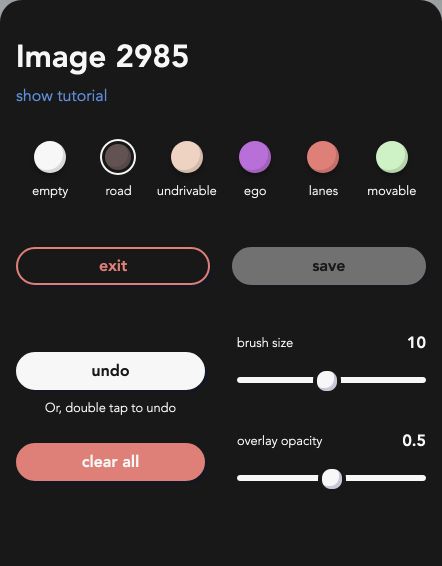 Image 2985
show tutorial
empty road undrivable ego lanes movable
exit save
brush size 10
undo
Or, double tap to undo
overlay opacity 0.5
clear all